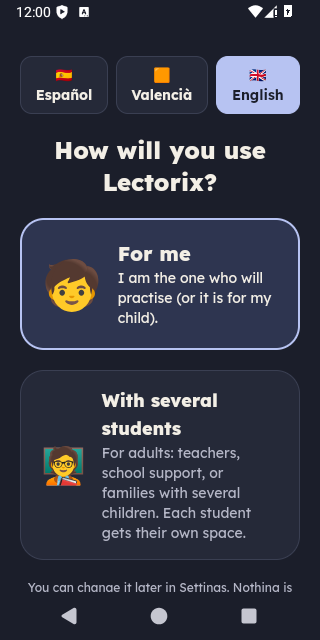 12:00
Español
Valencià
English
How will you use
Lectorix?
For me
I am the one who will
practise (or it is for my
child).
With several
students
For adults: teachers,
school support, or
families with several
children. Each student
gets their own space.
You can change it later in Settings. Nothing is